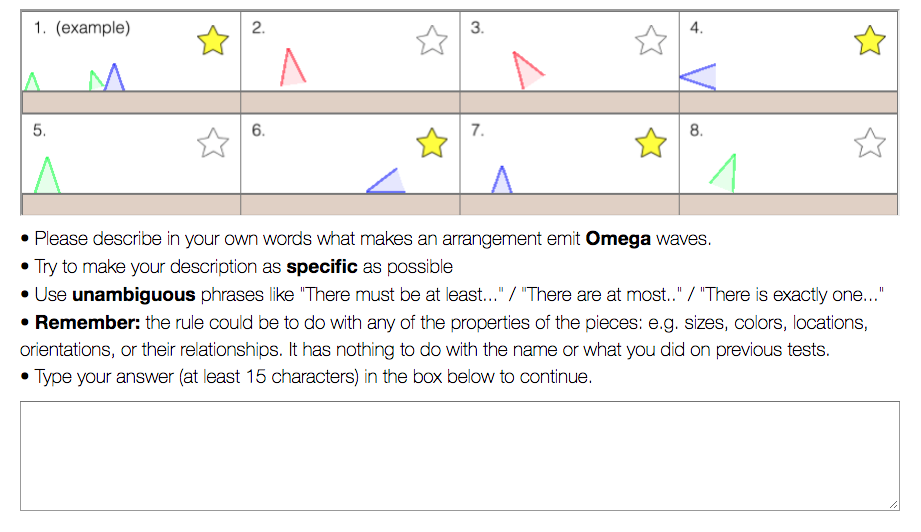 1. (example)
2.
3.
4.
5.
6.
7.
8.
• Please describe in your own words what makes an arrangement emit Omega waves.
• Try to make your description as specific as possible
• Use unambiguous phrases like "There must be at least..." / "There are at most.." / "There is exactly one..."
• Remember: the rule could be to do with any of the properties of the pieces: e.g. sizes, colors, locations,
orientations, or their relationships. It has nothing to do with the name or what you did on previous tests.
• Type your answer (at least 15 characters) in the box below to continue.